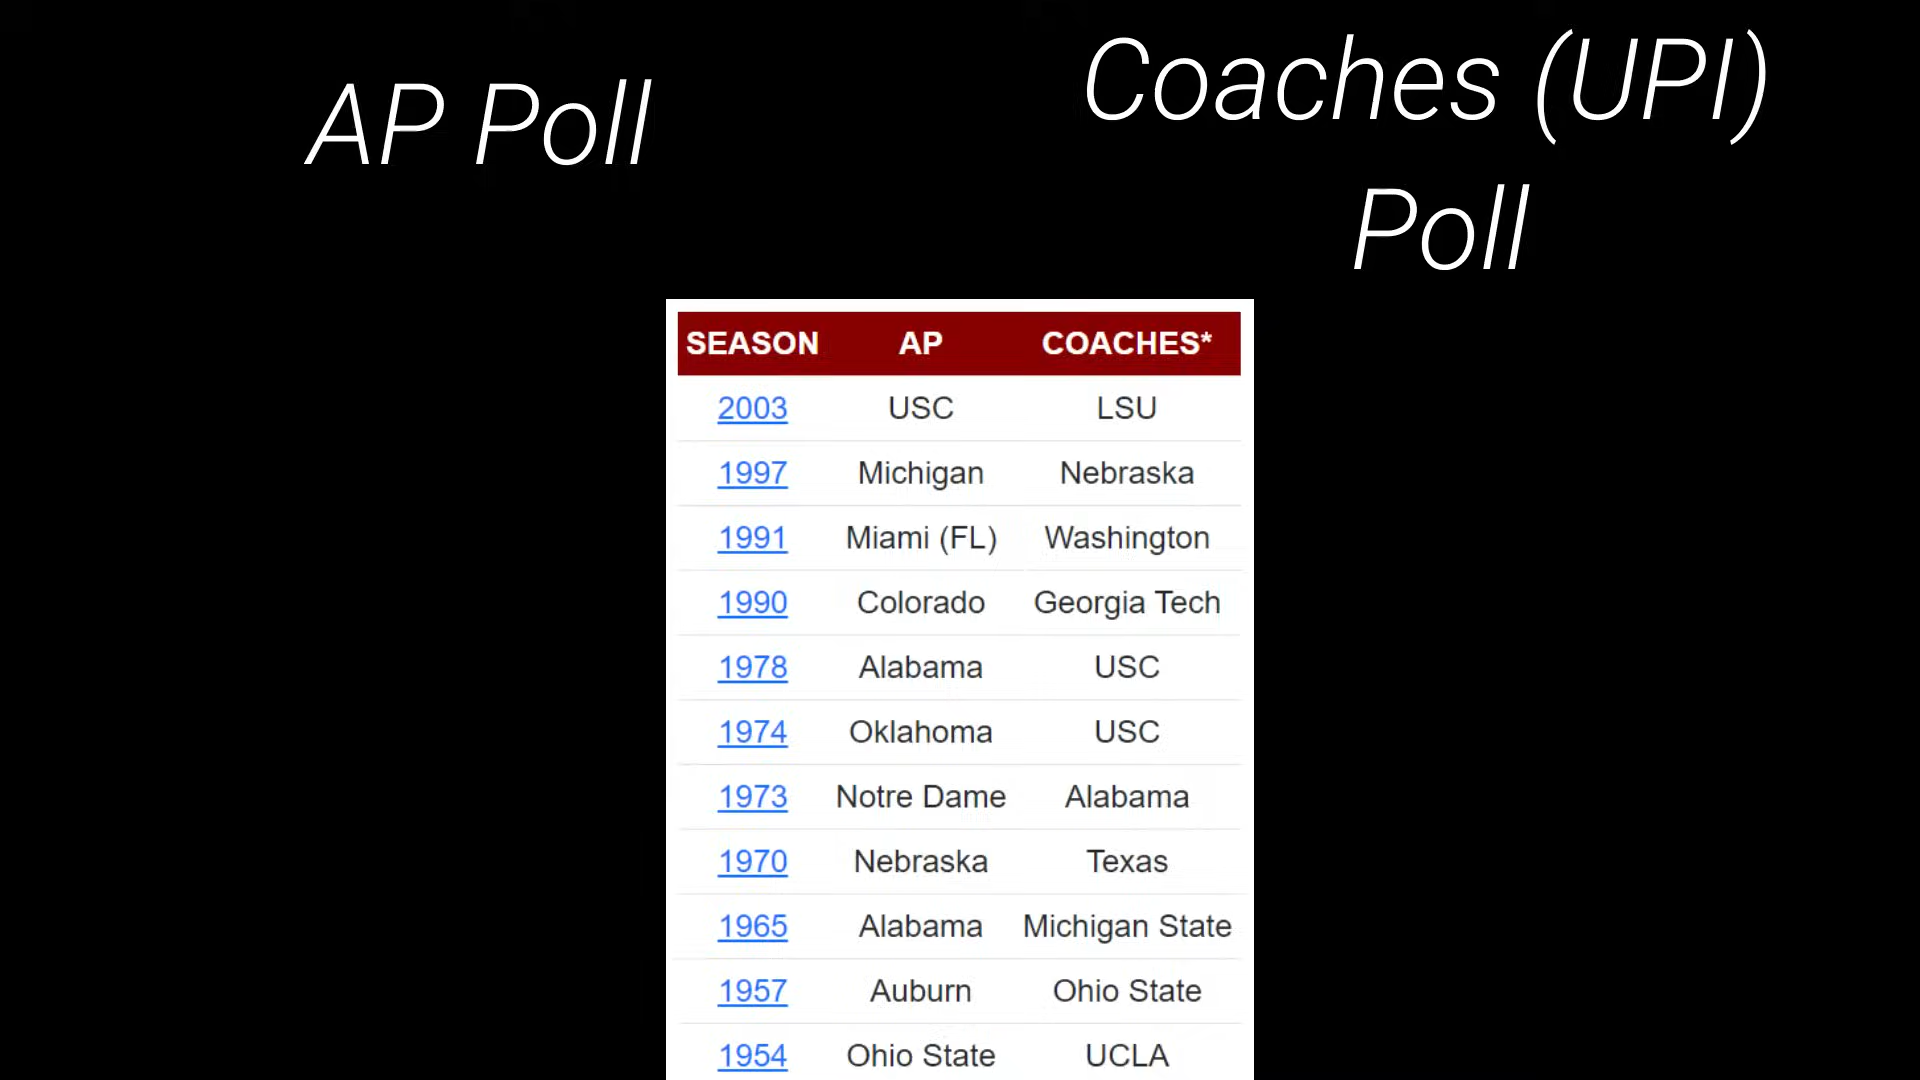 AP Poll
Coaches (UPI)
Poll
SEASON AP COACHES*
2003 USC LSU
1997 Michigan Nebraska
1991 Miami (FL) Washington
1990 Colorado Georgia Tech
1978 Alabama USC
1974 Oklahoma USC
1973 Notre Dame Alabama
1970 Nebraska Texas
1965 Alabama Michigan State
1957 Auburn Ohio State
1954 Ohio State UCLA